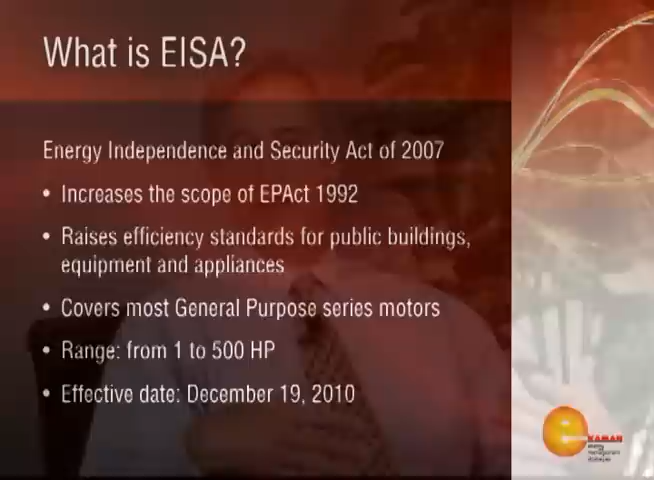 What is EISA?
Energy Independence and Security Act of 2007
• Increases the scope of EPAct 1992
• Raises efficiency standards for public buildings,
equipment and appliances
• Covers most General Purpose series motors
• Range: from 1 to 500 HP
• Effective date: December 19, 2010
e
KAMAN
energy
management